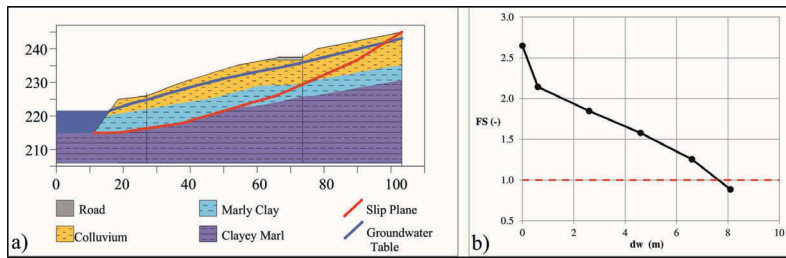 240
230
220
210
0 20 40 60 80 100
Road
Marly Clay
Slip Plane
Colluvium
Clayey Marl
Groundwater
Table
a)
3.0
2.5
2.0
FS (-)
1.5
1.0
0.5
0 2 4 6 8 10
dw (m)
b)